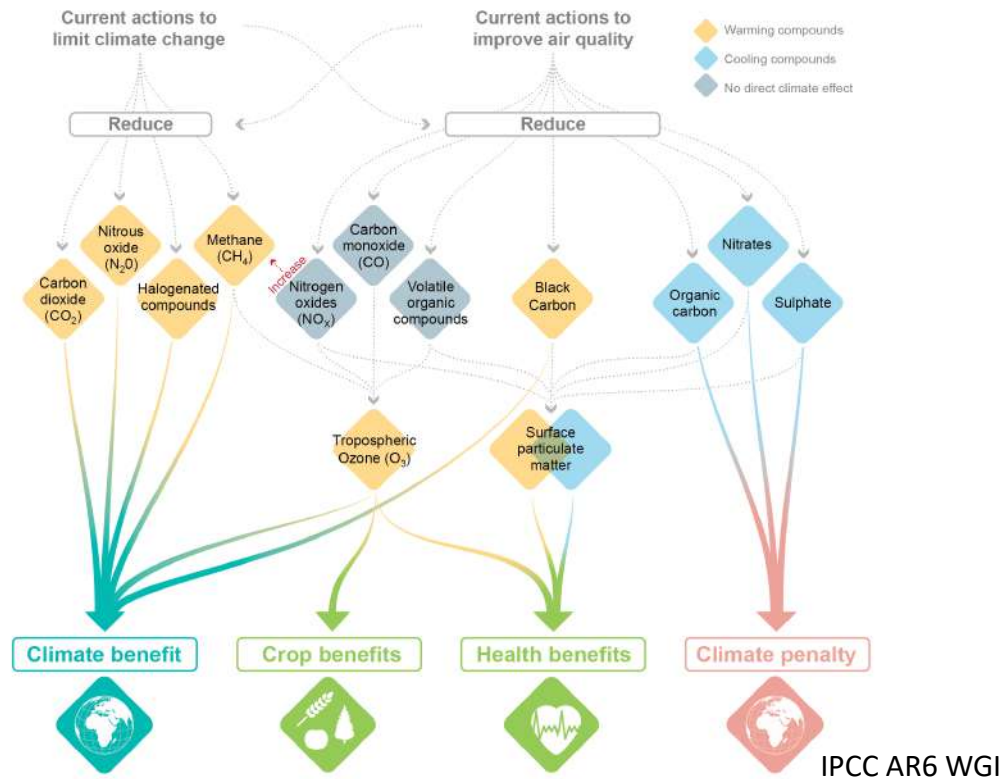 Current actions to
limit climate change
Current actions to
improve air quality
Warming compounds
Cooling compounds
No direct climate effect
Reduce
Reduce
Nitrous
oxide
(N20)
Methane
(CH4)
Carbon
monoxide
(CO)
Nitrates
Increase
Carbon
dioxide
(CO2)
Halogenated
compounds
Nitrogen
oxides
(NOX)
Volatile
organic
compounds
Black
Carbon
Organic
carbon
Sulphate
Tropospheric
Ozone (O3)
Surface
particulate
matter
Climate benefit
Crop benefits
Health benefits
Climate penalty
IPCC AR6 WGI